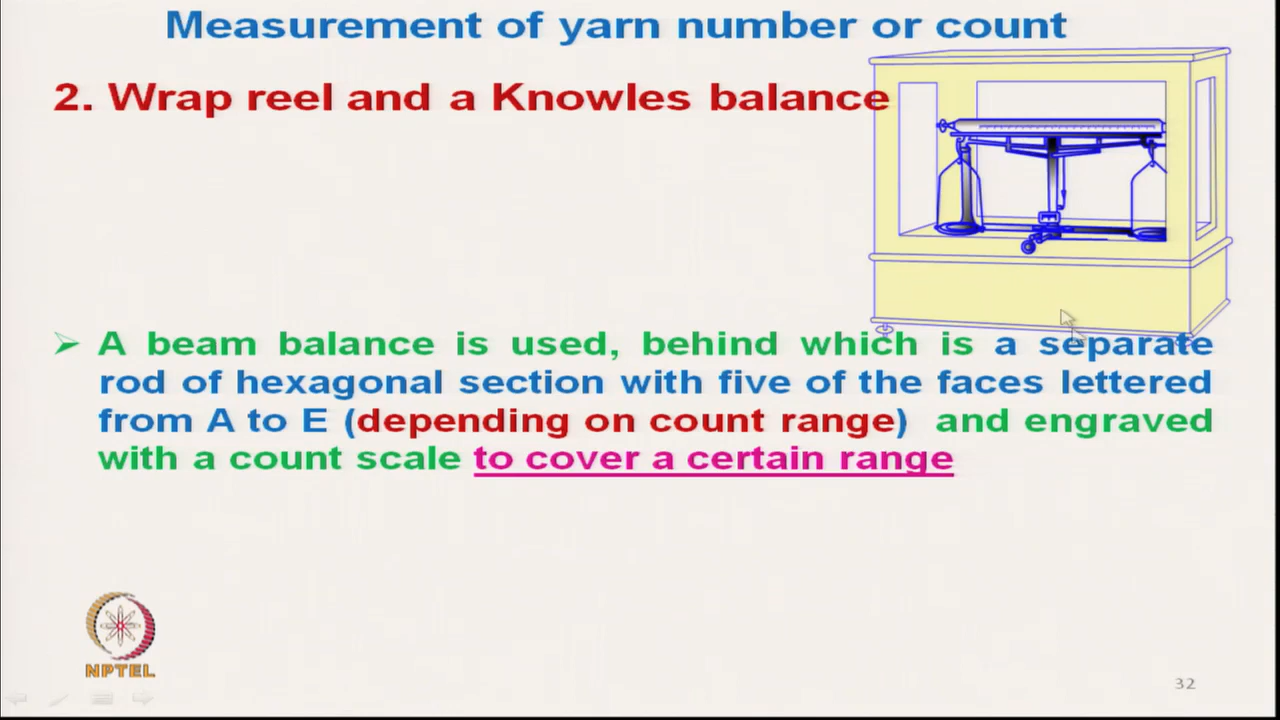 Measurement of yarn number or count
2. Wrap reel and a Knowles balance
A beam balance is used, behind which is a separate
rod of hexagonal section with five of the faces lettered
from A to E (depending on count range) and engraved
with a count scale to cover a certain range
NPTEL
32